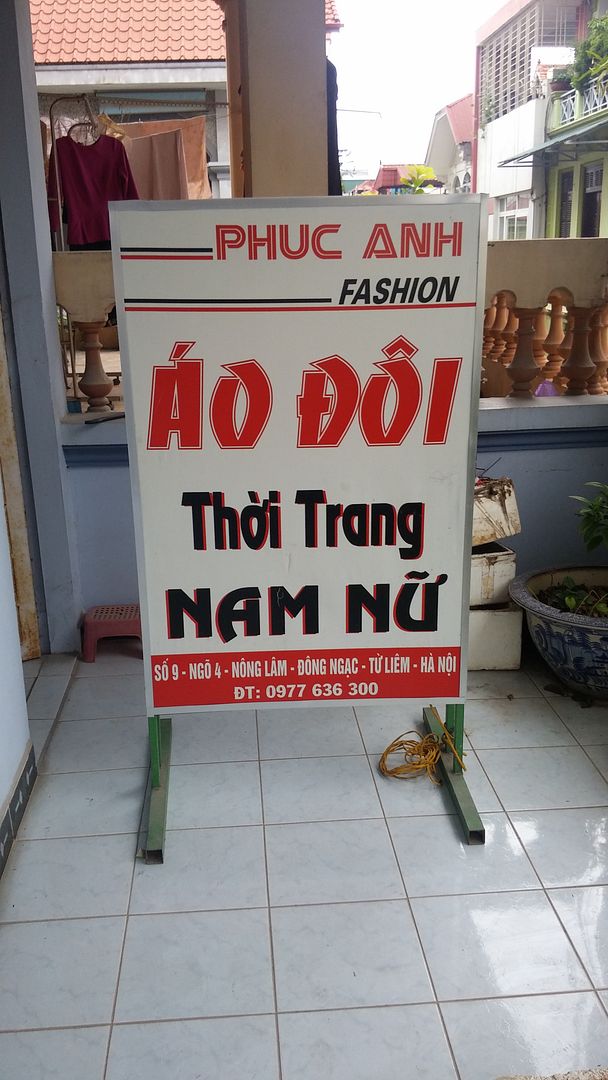 PHUC ANH
FASHION
ÁO ĐÔI
Thời Trang
NAM NỮ
SỐ 9 - NGÕ 4 - NÔNG LÂM - ĐÔNG NGẠC - TỪ LIÊM - HÀ NỘI
ĐT: 0977 636 300